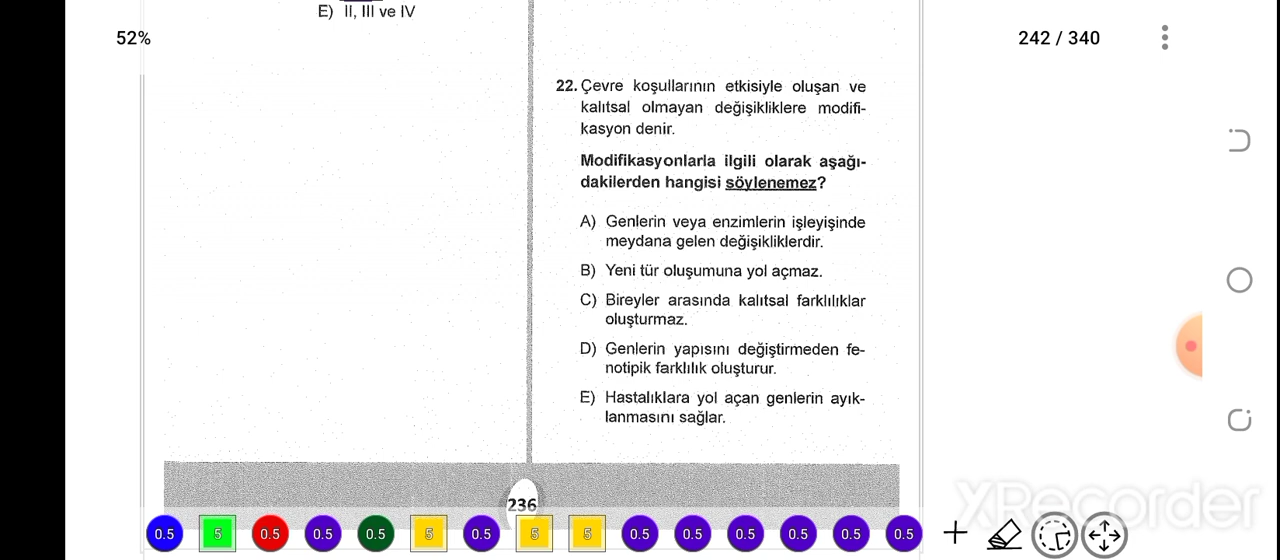 E) II, III ve IV
52%
242 / 340
22. Çevre koşullarının etkisiyle oluşan ve
kalıtsal olmayan değişikliklere modifi-
kasyon denir.
Modifikasyonlarla ilgili olarak aşağı-
dakilerden hangisi söylenemez?
A) Genlerin veya enzimlerin işleyişinde
meydana gelen değişikliklerdir.
B) Yeni tür oluşumuna yol açmaz.
C) Bireyler arasında kalıtsal farklılıklar
oluşturmaz.
D) Genlerin yapısını değiştirmeden fe-
notipik farklılık oluşturur.
E) Hastalıklara yol açan genlerin ayık-
lanmasını sağlar.
236
0.5 5 0.5 0.5 0.5 5 0.5 5 5 0.5 0.5 0.5 0.5 0.5 0.5
XRecorder